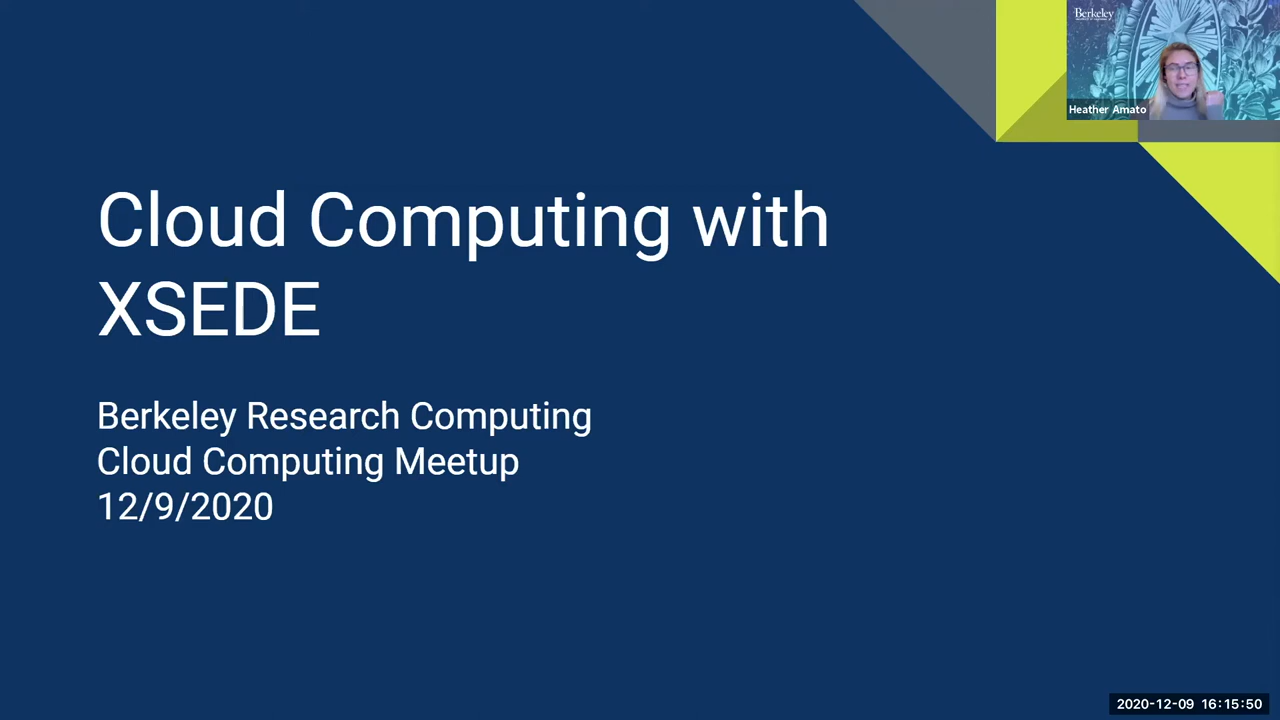 Berkeley
Heather Amato
Cloud Computing with
XSEDE
Berkeley Research Computing
Cloud Computing Meetup
12/9/2020
2020-12-09 16:15:50